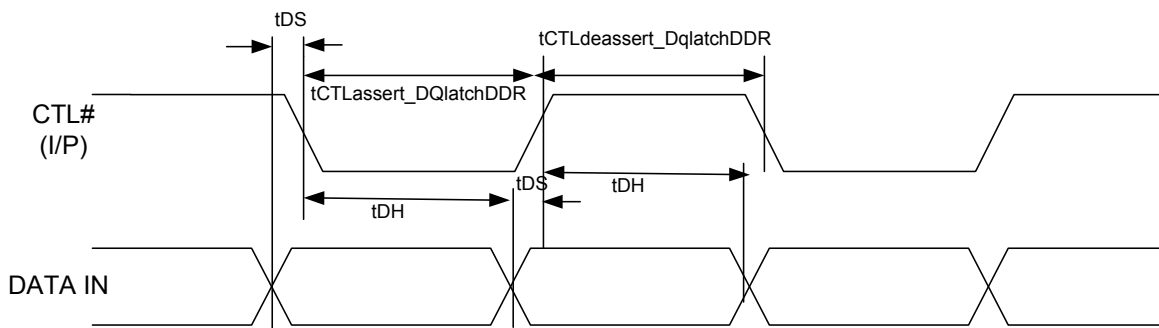 tDS
tCTLdeassert_DqlatchDDR
tCTLassert_DQlatchDDR
CTL#
(I/P)
tDS
tDH
tDH
DATA IN